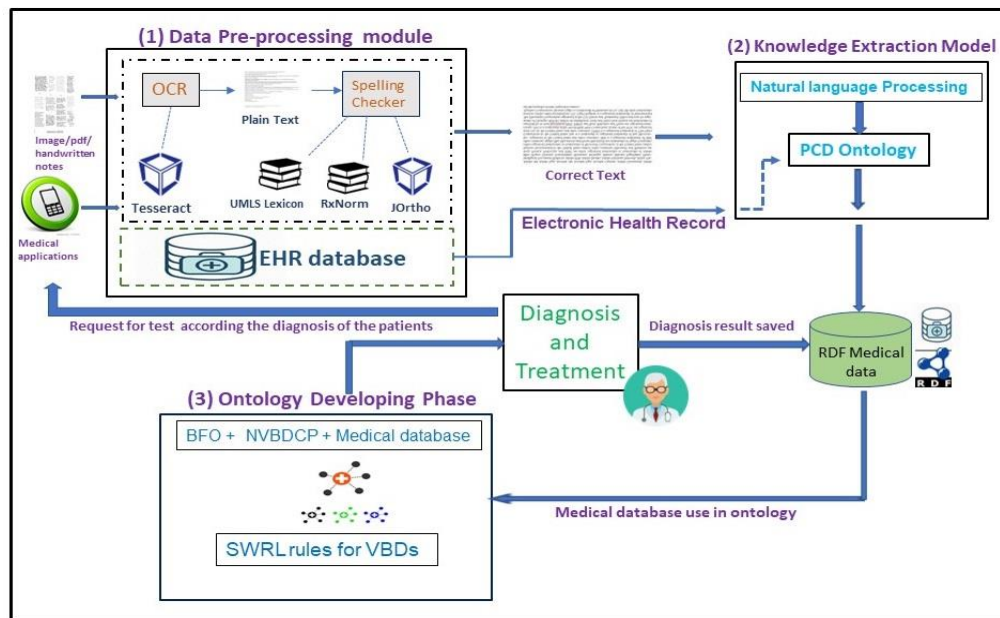 (1) Data Pre-processing module
(2) Knowledge Extraction Model
OCR
Plain Text
Spelling
Checker
Natural language Processing
Image/pdf/
handwritten
notes
Tesseract
UMLS Lexicon
RxNorm
JOrtho
Correct Text
PCD Ontology
Medical
applications
EHR database
Electronic Health Record
Request for test according the diagnosis of the patients
Diagnosis
and
Treatment
Diagnosis result saved
RDF Medical
data
RDF
(3) Ontology Developing Phase
BFO + NVBDCP + Medical database
SWRL rules for VBDs
Medical database use in ontology